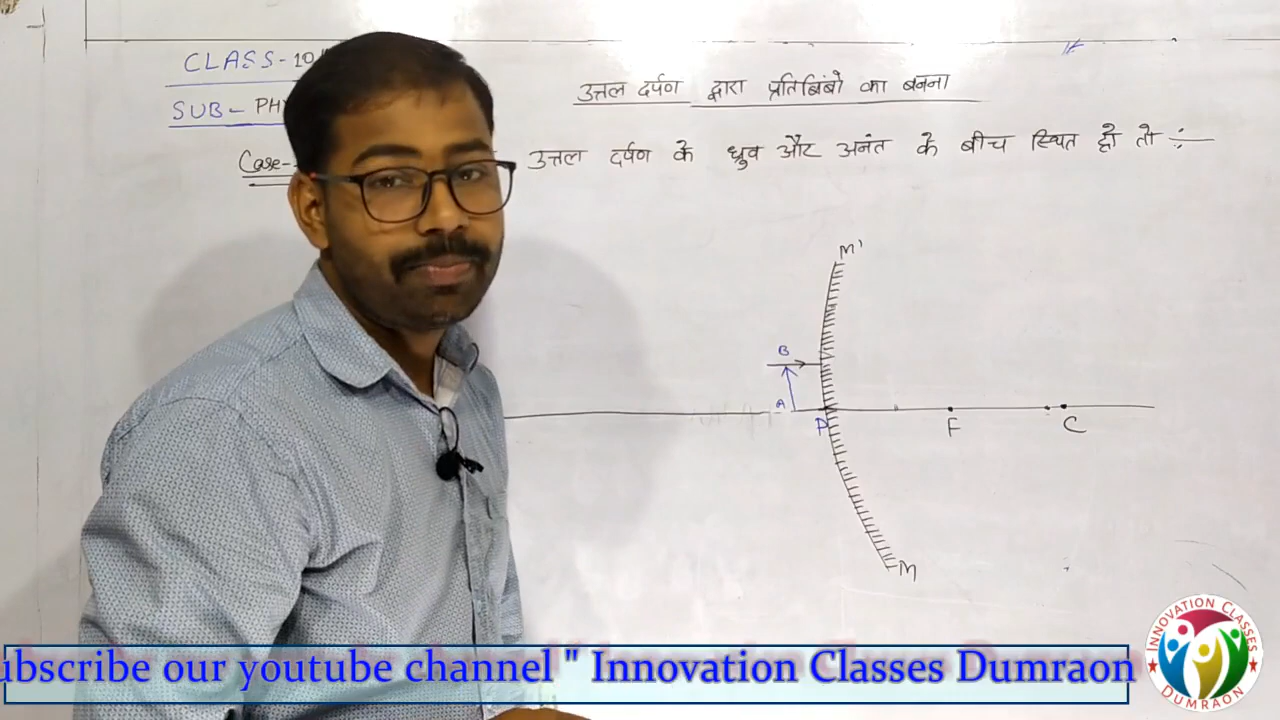 CLASS - 10
उत्तल दर्पण द्वारा प्रतिबिंबो का बनना
SUB - PH
Case-
उत्तल दर्पण के ध्रुव और अनंत के बीच स्थित हो तो :-
M'
B
A
P
F
C
M
ubscribe our youtube channel " Innovation Classes Dumraon
INNOVATION CLASSES
DUMRAON